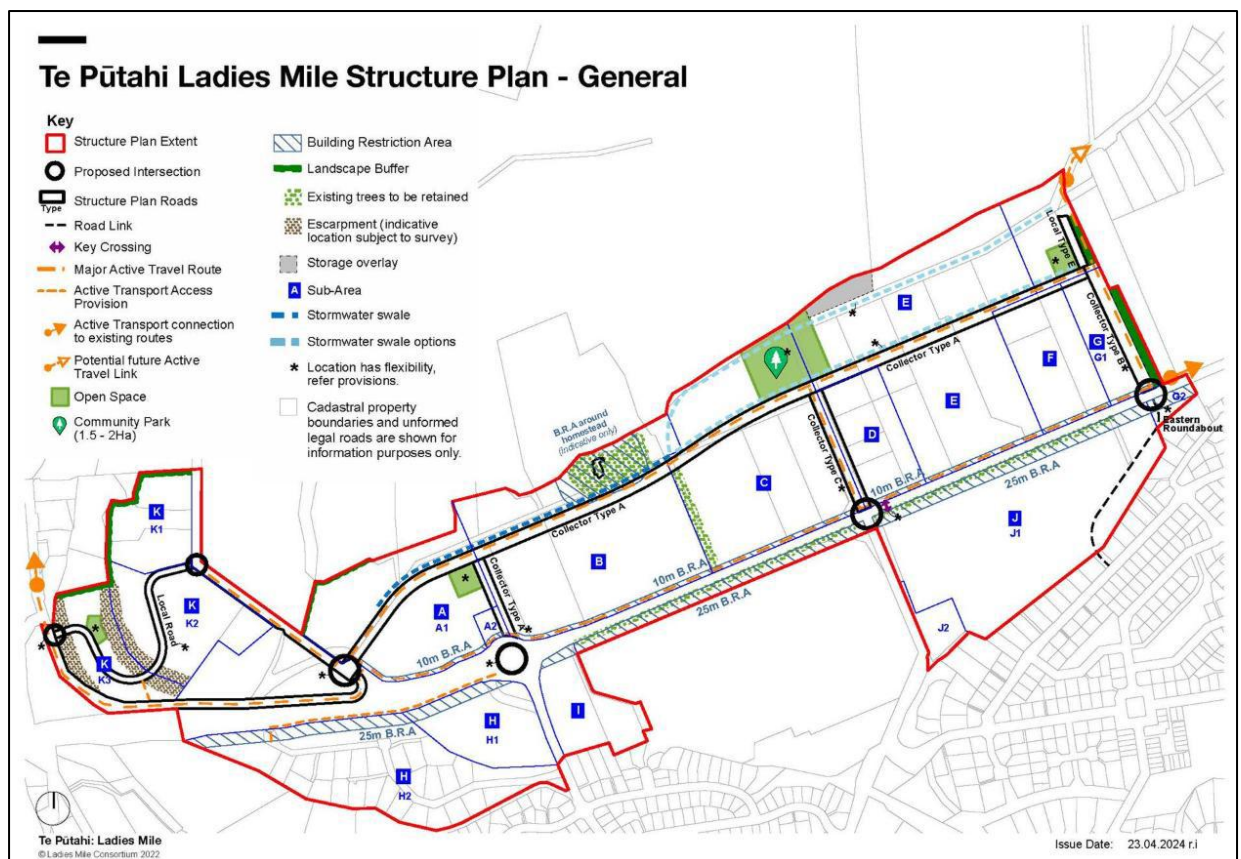 Te Pūtahi Ladies Mile Structure Plan - General
Key
Structure Plan Extent
Proposed Intersection
Type
Structure Plan Roads
Road Link
Key Crossing
Major Active Travel Route
Active Transport Access
Provision
Active Transport connection
to existing routes
Potential future Active
Travel Link
Open Space
Community Park
(1.5 - 2Ha)
Building Restriction Area
Landscape Buffer
Existing trees to be retained
Escarpment (indicative
location subject to survey)
Storage overlay
A
Sub-Area
Stormwater swale
Stormwater swale options
* Location has flexibility,
refer provisions.
Cadastral property
boundaries and unformed
legal roads are shown for
information purposes only.
Local Type E
*
E
*
*
*
Collector Type A
Collector Type B
*
G
G1
F
E
G2
*
Eastern
Roundabout
B.R.A around
homestead
(Indicative only)
D
Collector Type C
*
C
10m B.R.A
25m B.R.A
*
J
J1
Collector Type A
B
10m B.R.A
25m B.R.A
J2
K
K1
K
K2
Local Road
*
*
K
K3
*
*
A
A1
A2
Collector Type A
*
*
*
10m B.R.A
25m B.R.A
H
H1
I
H
H2
Te Pūtahi: Ladies Mile
© Ladies Mile Consortium 2022
Issue Date: 23.04.2024 r.i